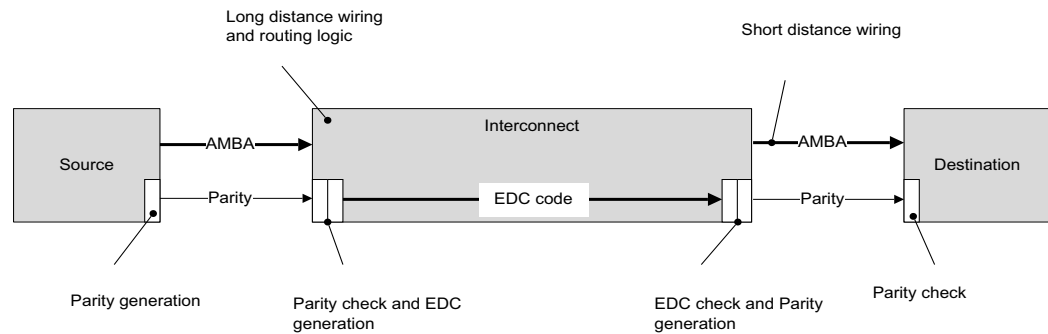 Long distance wiring
and routing logic
Short distance wiring
Interconnect
AMBA
AMBA
Source
Destination
Parity
EDC code
Parity
Parity generation
Parity check and EDC
generation
EDC check and Parity
generation
Parity check